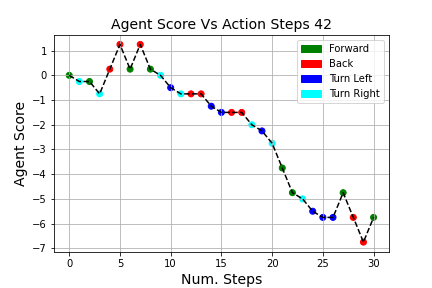 Agent Score Vs Action Steps 42
Agent Score
1
0
−1
−2
−3
−4
−5
−6
−7
Forward
Back
Turn Left
Turn Right
0 5 10 15 20 25 30
Num. Steps